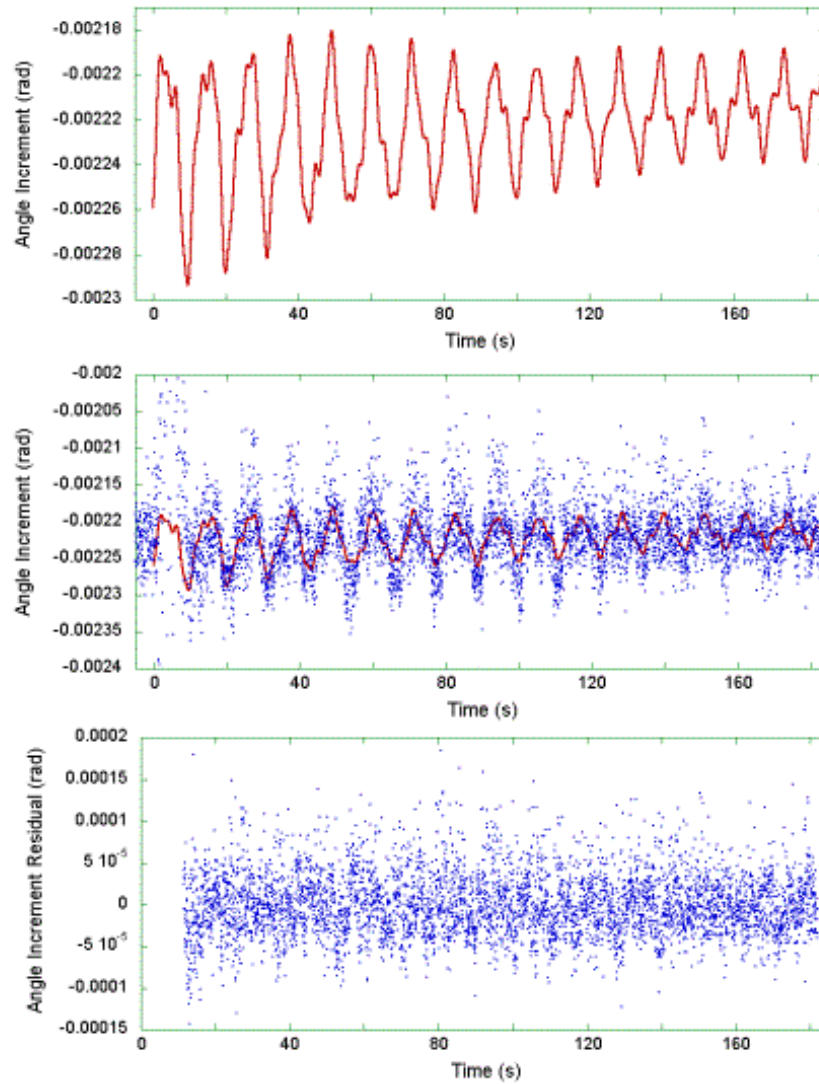 -0.00218
-0.0022
-0.00222
-0.00224
-0.00226
-0.00228
-0.0023
Angle Increment (rad)
0 40 80 120 160
Time (s)
-0.002
-0.00205
-0.0021
-0.00215
-0.0022
-0.00225
-0.0023
-0.00235
-0.0024
Angle Increment (rad)
0 40 80 120 160
Time (s)
0.0002
0.00015
0.0001
5 10⁻⁵
0
-5 10⁻⁵
-0.0001
-0.00015
Angle Increment Residual (rad)
0 40 80 120 160
Time (s)